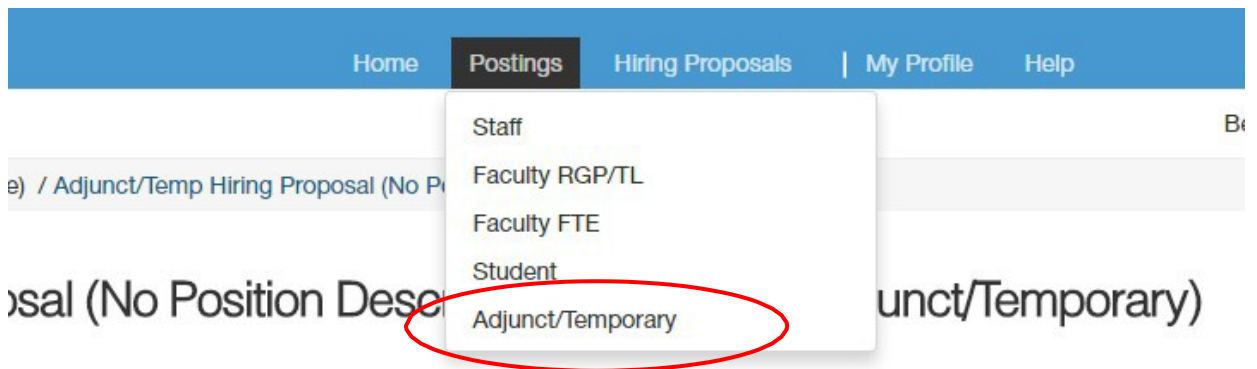 Home Postings Hiring Proposals | My Profile Help
Staff
Be
Faculty RGP/TL
e) / Adjunct/Temp Hiring Proposal (No P
Faculty FTE
Student
osal (No Position Desc unct/Temporary)
Adjunct/Temporary